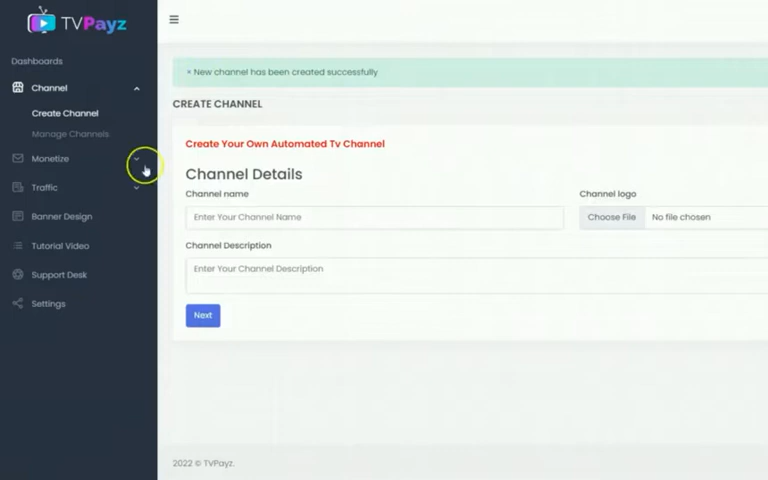 TVPayz
Dashboards
Channel
Create Channel
Manage Channels
Monetize
Traffic
Banner Design
Tutorial Video
Support Desk
Settings
× New channel has been created successfully
CREATE CHANNEL
Create Your Own Automated Tv Channel
Channel Details
Channel name
Channel logo
Enter Your Channel Name
Choose File No file chosen
Channel Description
Enter Your Channel Description
Next
2022 © TVPayz.